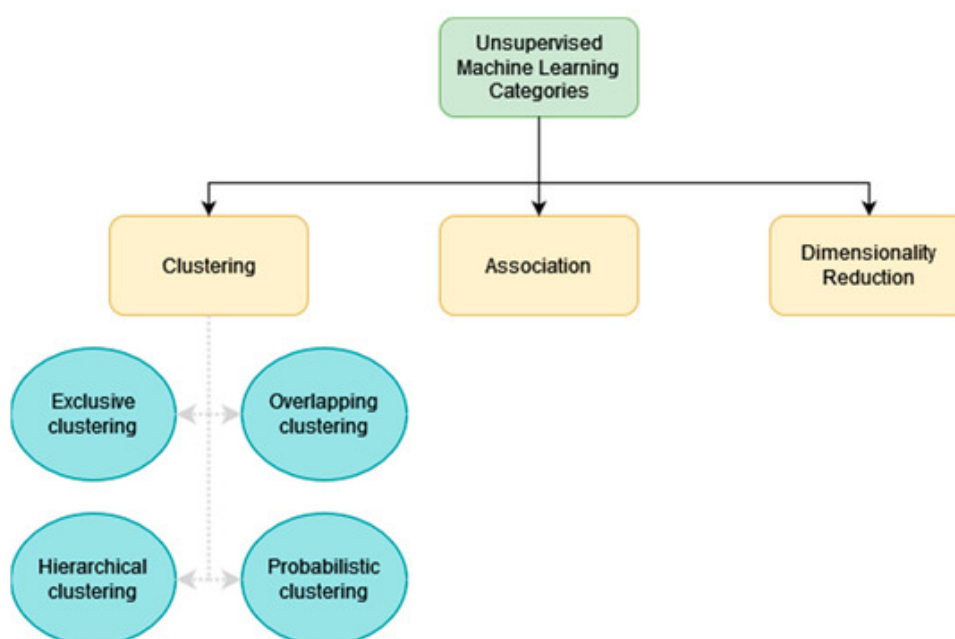 Unsupervised
Machine Learning
Categories
Clustering
Association
Dimensionality
Reduction
Exclusive
clustering
Overlapping
clustering
Hierarchical
clustering
Probabilistic
clustering